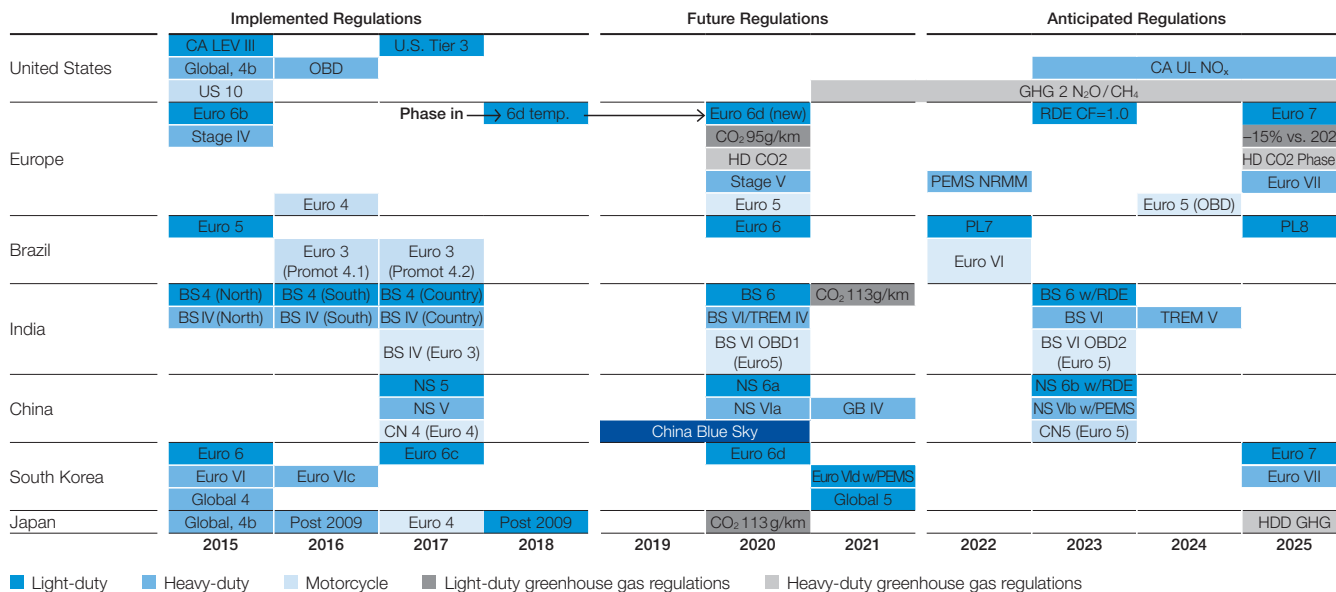 Implemented Regulations Future Regulations Anticipated Regulations
United States
CA LEV III U.S. Tier 3
Global, 4b OBD CA UL NOₓ
US 10 GHG 2 N₂O / CH₄
Europe
Euro 6b Phase in 6d temp. Euro 6d (new) RDE CF=1.0 Euro 7
Stage IV CO₂ 95g/km –15% vs. 202
HD CO2 HD CO2 Phase
Stage V PEMS NRMM Euro VII
Euro 4 Euro 5 Euro 5 (OBD)
Brazil
Euro 5 Euro 6 PL7 PL8
Euro 3 Euro 3 Euro VI
(Promot 4.1) (Promot 4.2)
India
BS 4 (North) BS 4 (South) BS 4 (Country) BS 6 CO₂ 113g/km BS 6 w/RDE
BS IV (North) BS IV (South) BS IV (Country) BS VI/TREM IV BS VI TREM V
BS IV (Euro 3) BS VI OBD1 BS VI OBD2
(Euro5) (Euro 5)
China
NS 5 NS 6a NS 6b w/RDE
NS V NS VIa GB IV NS VIb w/PEMS
CN 4 (Euro 4) China Blue Sky CN5 (Euro 5)
South Korea
Euro 6 Euro 6c Euro 6d Euro 7
Euro VI Euro VIc Euro VId w/PEMS Euro VII
Global 4 Global 5
Japan Global, 4b Post 2009 Euro 4 Post 2009 CO₂ 113 g/km HDD GHG
2015 2016 2017 2018 2019 2020 2021 2022 2023 2024 2025
Light-duty Heavy-duty Motorcycle Light-duty greenhouse gas regulations Heavy-duty greenhouse gas regulations